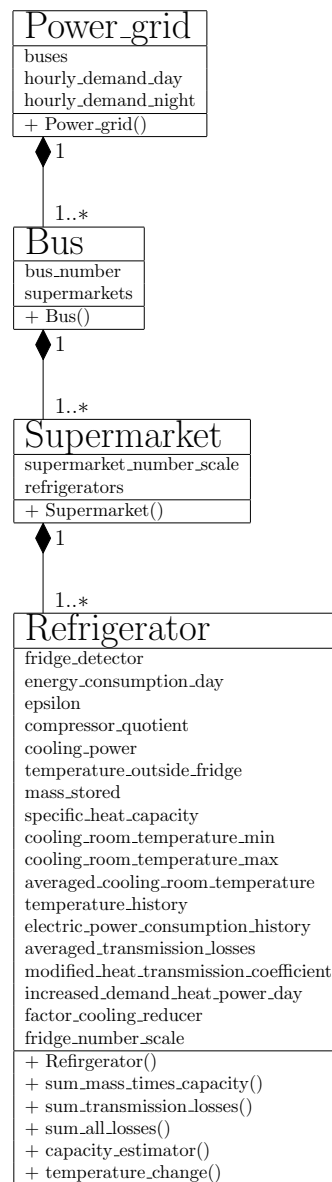 Power_grid
buses
hourly_demand_day
hourly_demand_night
+ Power_grid()
1
1..*
Bus
bus_number
supermarkets
+ Bus()
1
1..*
Supermarket
supermarket_number_scale
refrigerators
+ Supermarket()
1
1..*
Refrigerator
fridge_detector
energy_consumption_day
epsilon
compressor_quotient
cooling_power
temperature_outside_fridge
mass_stored
specific_heat_capacity
cooling_room_temperature_min
cooling_room_temperature_max
averaged_cooling_room_temperature
temperature_history
electric_power_consumption_history
averaged_transmission_losses
modified_heat_transmission_coefficient
increased_demand_heat_power_day
factor_cooling_reducer
fridge_number_scale
+ Refirgerator()
+ sum_mass_times_capacity()
+ sum_transmission_losses()
+ sum_all_losses()
+ capacity_estimator()
+ temperature_change()